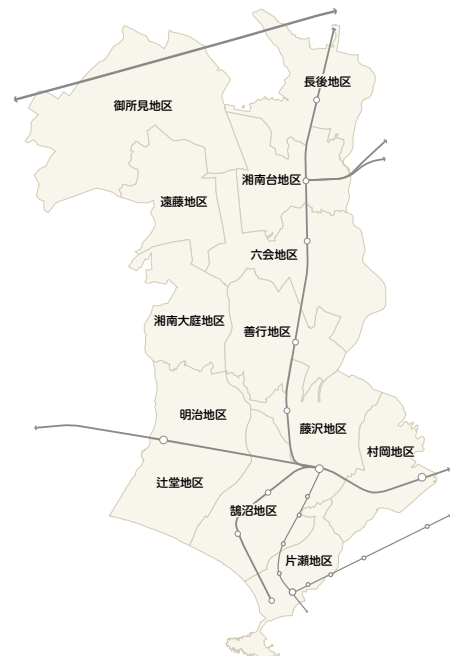 長後地区
御所見地区
湘南台地区
遠藤地区
六会地区
湘南大庭地区
善行地区
明治地区
藤沢地区
村岡地区
辻堂地区
鵠沼地区
片瀬地区